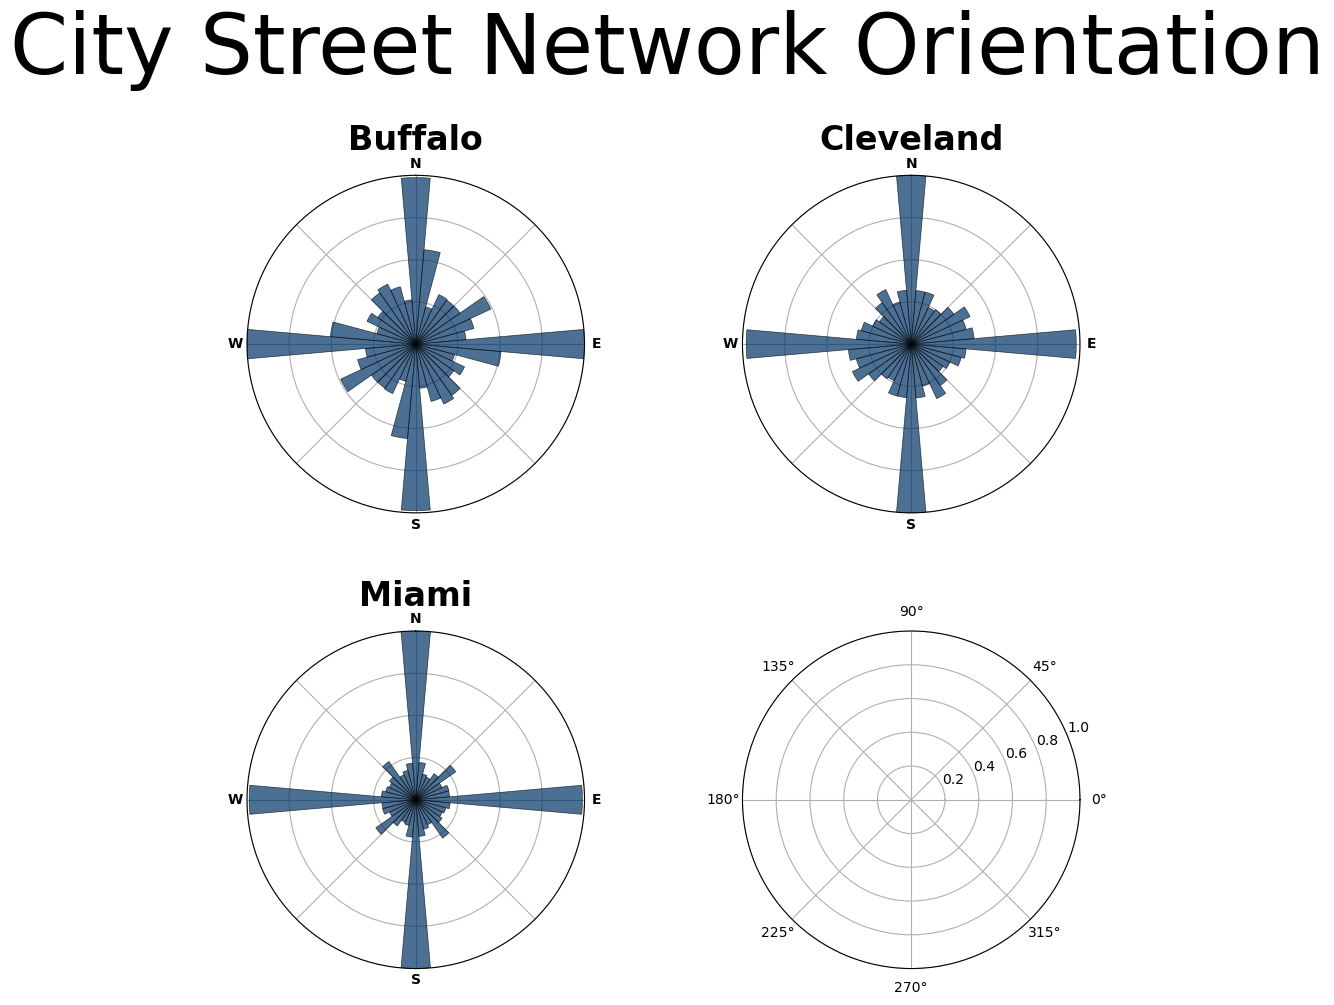 City Street Network Orientation
Buffalo
Cleveland
N
N
W
E
W
E
S
S
Miami
N
90°
135°
45°
1.0
0.8
0.6
0.4
0.2
W
E
180°
0°
225°
315°
S
270°